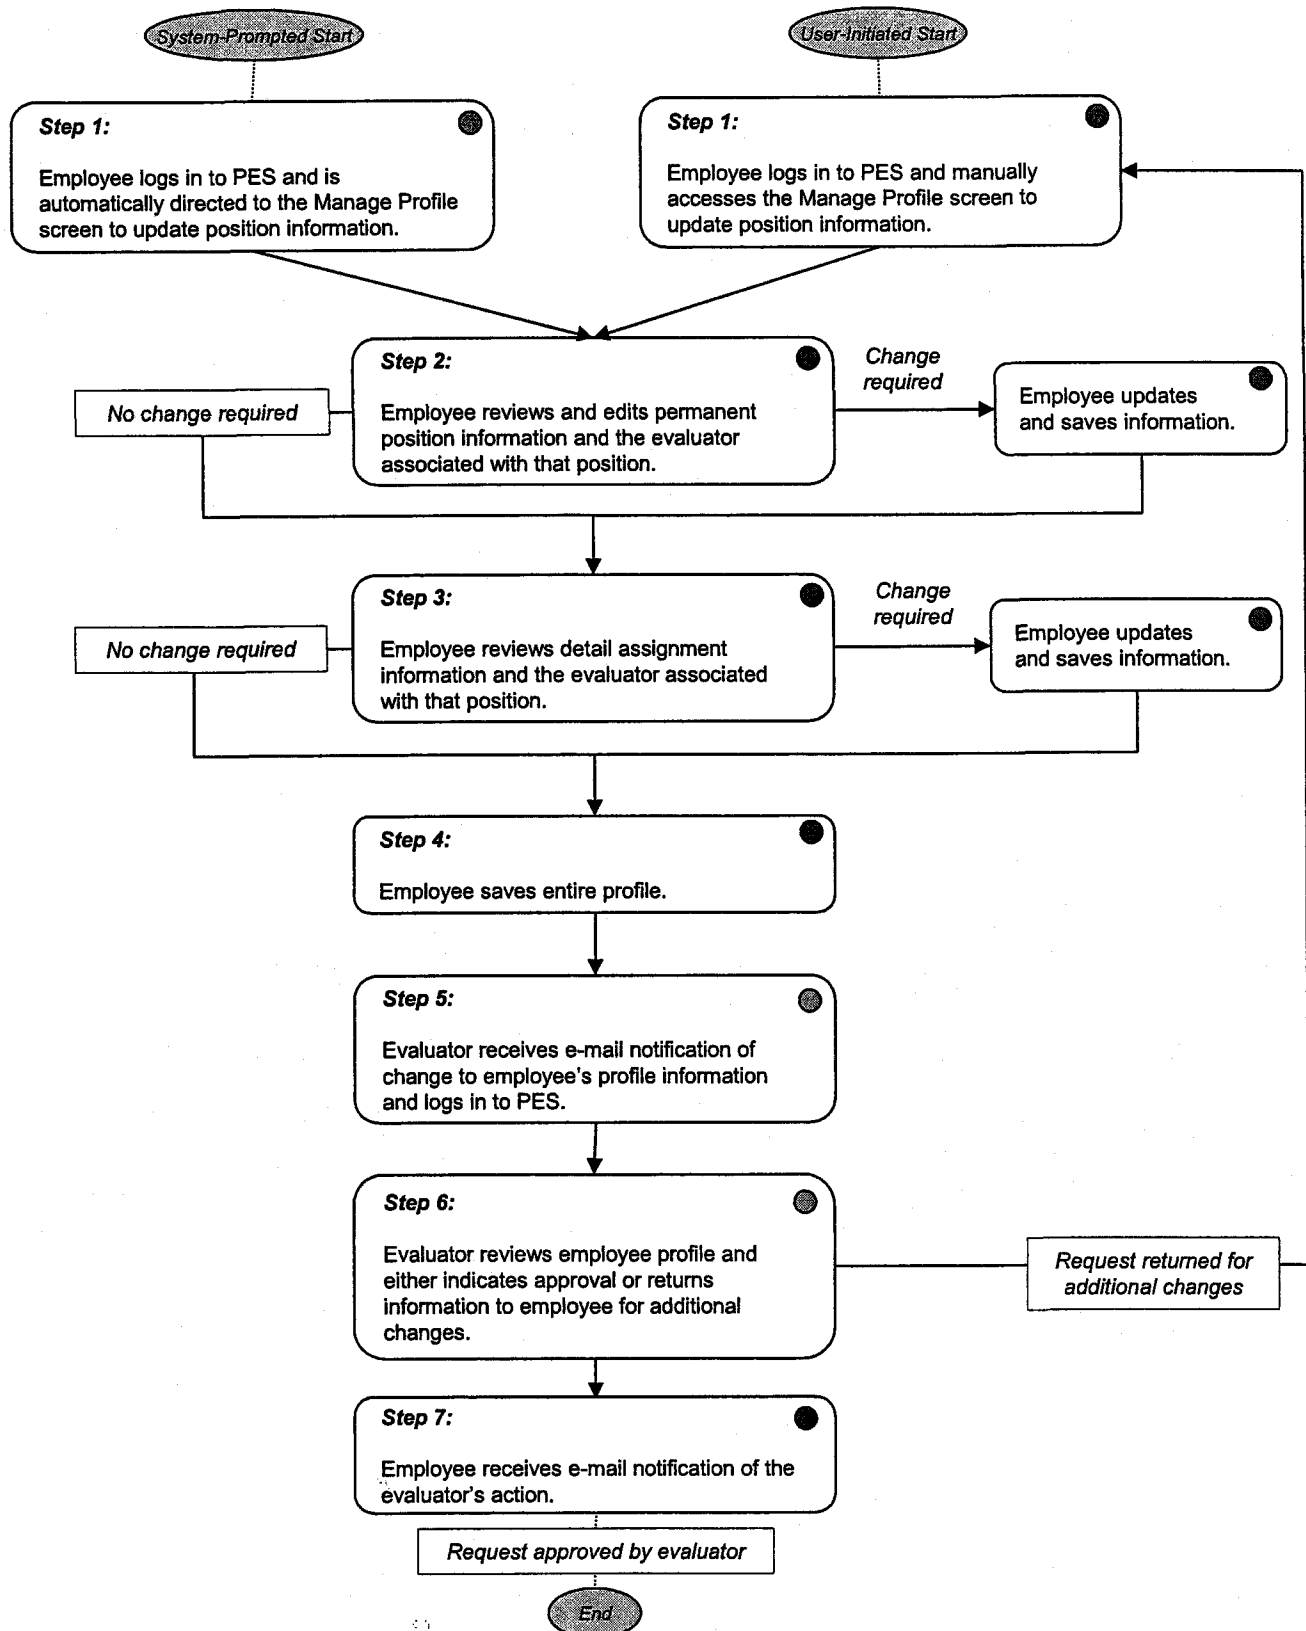 System-Prompted Start
User-Initiated Start
Step 1:
Employee logs in to PES and is
automatically directed to the Manage Profile
screen to update position information.
Step 1:
Employee logs in to PES and manually
accesses the Manage Profile screen to
update position information.
Step 2:
Employee reviews and edits permanent
position information and the evaluator
associated with that position.
No change required
Change
required
Employee updates
and saves information.
Step 3:
Employee reviews detail assignment
information and the evaluator associated
with that position.
No change required
Change
required
Employee updates
and saves information.
Step 4:
Employee saves entire profile.
Step 5:
Evaluator receives e-mail notification of
change to employee's profile information
and logs in to PES.
Step 6:
Evaluator reviews employee profile and
either indicates approval or returns
information to employee for additional
changes.
Request returned for
additional changes
Step 7:
Employee receives e-mail notification of the
evaluator's action.
Request approved by evaluator
End